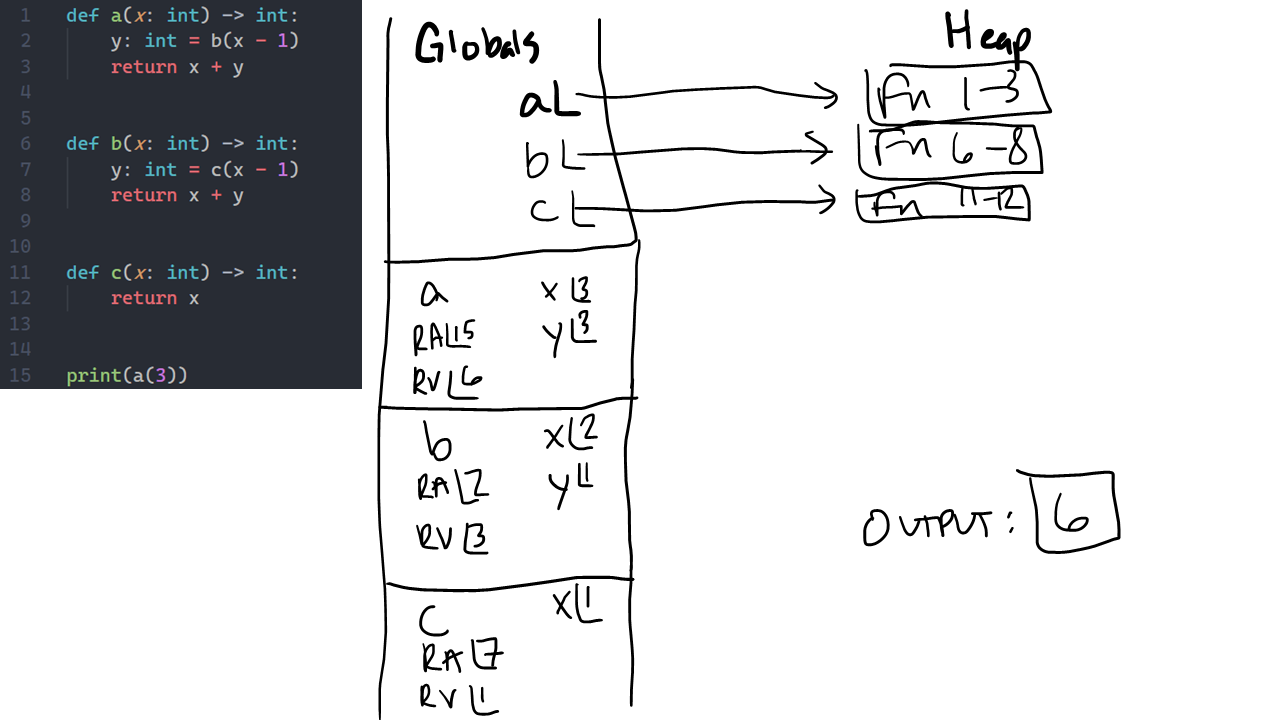 1 def a(x: int) -> int:
2 y: int = b(x - 1)
3 return x + y
4
5
6 def b(x: int) -> int:
7 y: int = c(x - 1)
8 return x + y
9
10
11 def c(x: int) -> int:
12 return x
13
14
15 print(a(3))
Globals
a
b
c
Heap
Fn 1-3
Fn 6-8
Fn 11-12
a x 3
RA 15 y 3
RV 6
b x 2
RA 2 y 1
RV 3
c x 1
RA 7
RV 1
OUTPUT: 6